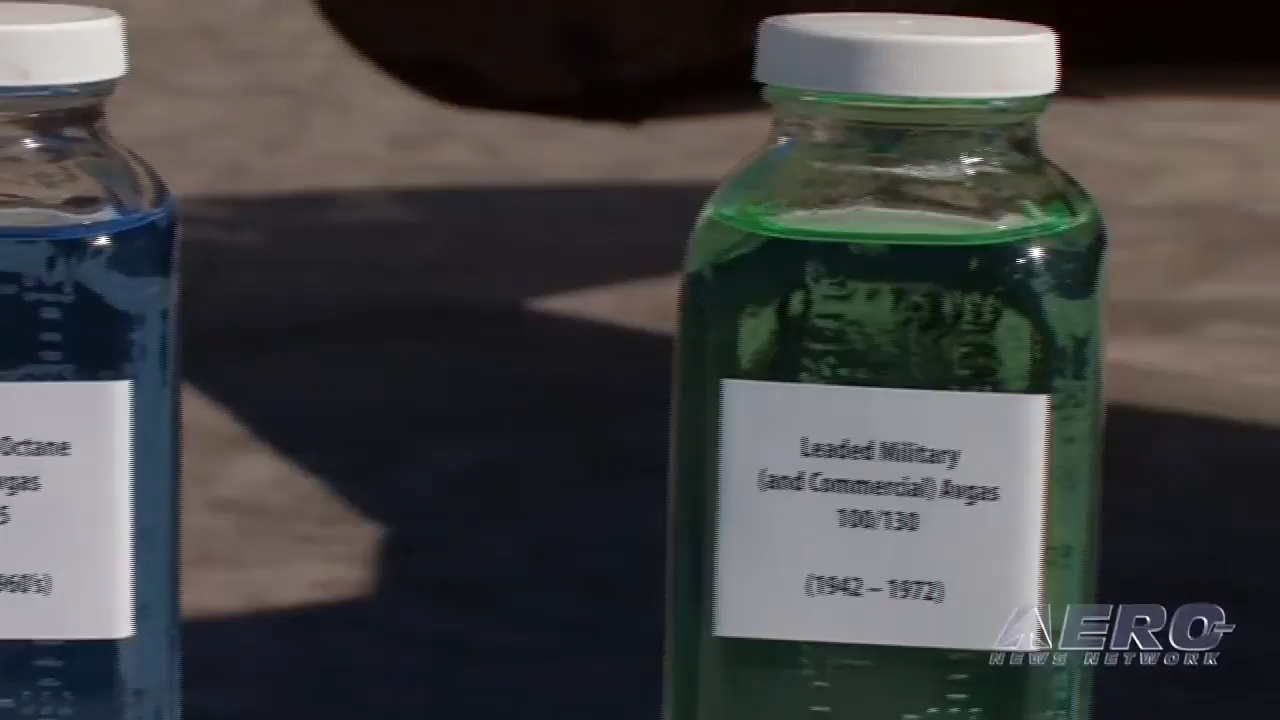 Octane
Leaded Military
(and Commercial) Avgas
100/130
(1942 – 1972)
AERO
NEWS NETWORK